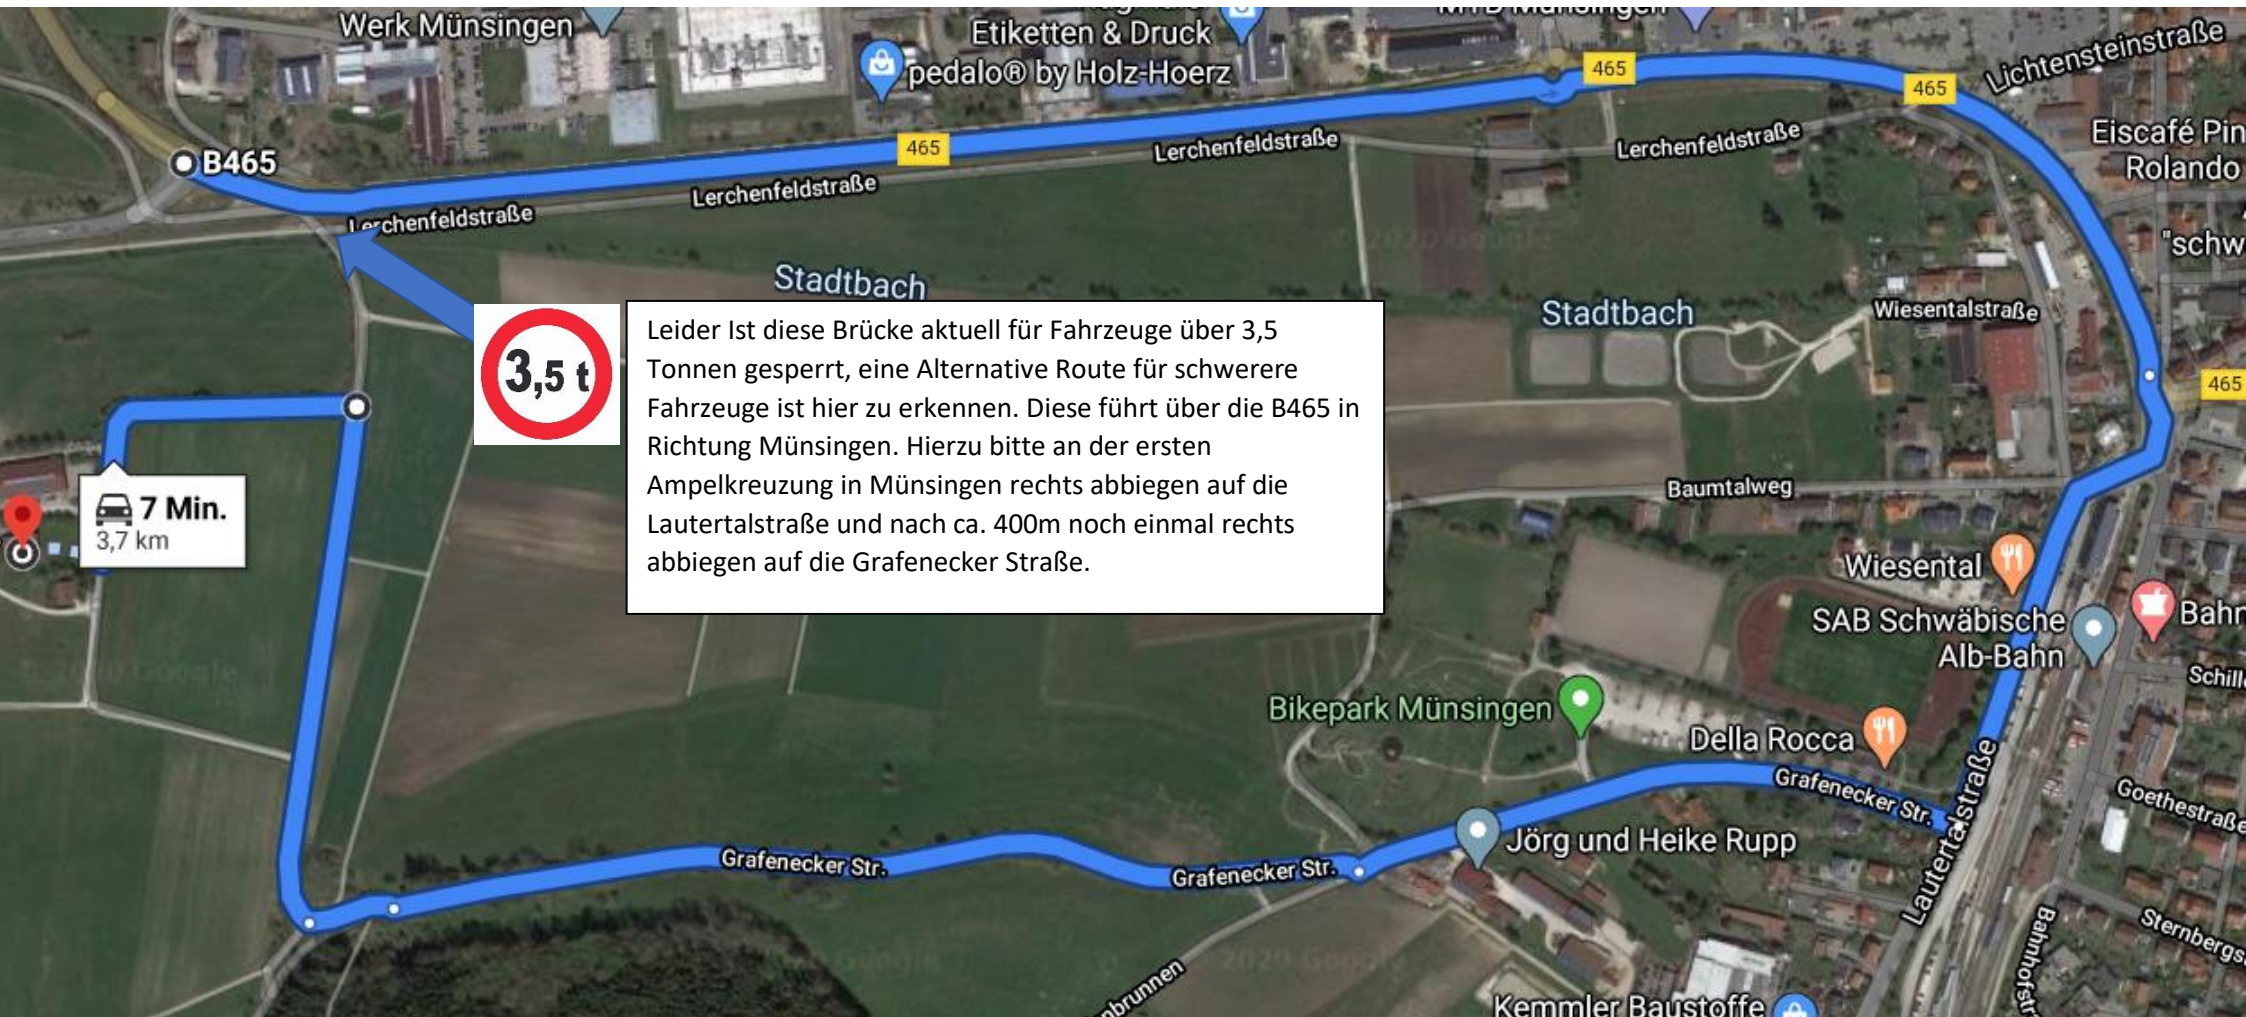 Werk Münsingen
Etiketten & Druck
pedalo® by Holz-Hoerz
465
465
Lichtensteinstraße
Eiscafé Pin
Rolando
B465
465
Lerchenfeldstraße
Lerchenfeldstraße
Lerchenfeldstraße
Lerchenfeldstraße
"schw
Stadtbach
Stadtbach
Wiesentalstraße
465
3,5 t
Leider Ist diese Brücke aktuell für Fahrzeuge über 3,5
Tonnen gesperrt, eine Alternative Route für schwerere
Fahrzeuge ist hier zu erkennen. Diese führt über die B465 in
Richtung Münsingen. Hierzu bitte an der ersten
Ampelkreuzung in Münsingen rechts abbiegen auf die
Lautertalstraße und nach ca. 400m noch einmal rechts
abbiegen auf die Grafenecker Straße.
7 Min.
3,7 km
Baumtalweg
Wiesental
SAB Schwäbische
Alb-Bahn
Bahn
Schille
Bikepark Münsingen
Della Rocca
Grafenecker Str.
Lautertalstraße
Goethestraße
Jörg und Heike Rupp
Grafenecker Str.
Grafenecker Str.
Sternbergs
Bahnhofstr
nbrunnen
2020 Google
Kemmler Baustoffe